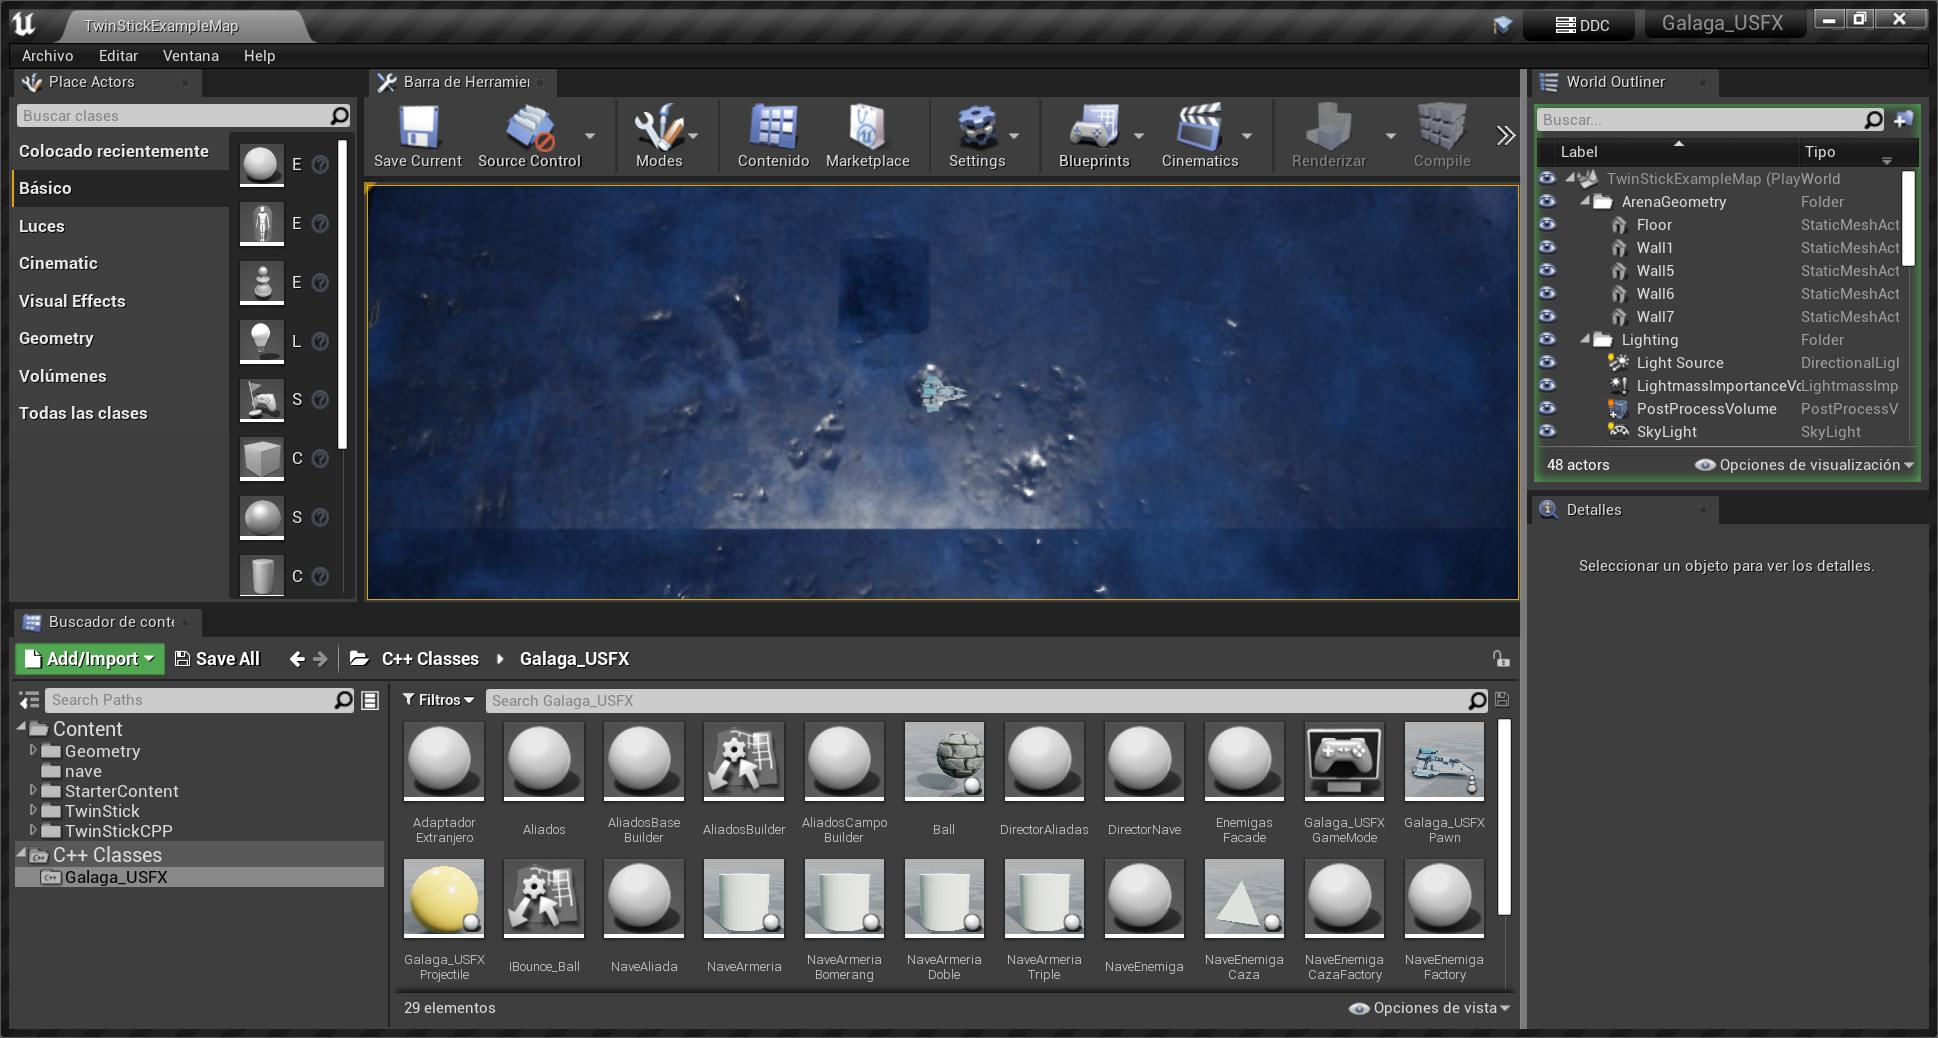 TwinStickExampleMap
DDC
Galaga_USFX
Archivo
Editar
Ventana
Help
Place Actors
Buscar clases
Colocado recientemente
Básico
Luces
Cinematic
Visual Effects
Geometry
Volúmenes
Todas las clases
E
E
E
L
S
C
S
C
Barra de Herramie
Save Current
Source Control
Modes
Contenido
Marketplace
Settings
Blueprints
Cinematics
Renderizar
Compile
World Outliner
Buscar...
Label
Tipo
TwinStickExampleMap (Play World
ArenaGeometry Folder
Floor StaticMeshAct
Wall1 StaticMeshAct
Wall5 StaticMeshAct
Wall6 StaticMeshAct
Wall7 StaticMeshAct
Lighting Folder
Light Source DirectionalLigl
LightmassImportanceVo LightmassImp
PostProcessVolume PostProcessV
SkyLight SkyLight
48 actors
Opciones de visualización
Detalles
Seleccionar un objeto para ver los detalles.
Buscador de conte
Add/Import
Save All
C++ Classes
Galaga_USFX
Search Paths
Content
Geometry
nave
StarterContent
TwinStick
TwinStickCPP
C++ Classes
Galaga_USFX
Filtros
Search Galaga_USFX
Adaptador
Extranjero
Aliados
AliadosBase
Builder
AliadosBuilder
AliadosCampo
Builder
Ball
DirectorAliadas
DirectorNave
Enemigas
Facade
Galaga_USFX
GameMode
Galaga_USFX
Pawn
Galaga_USFX
Projectile
IBounce_Ball
NaveAliada
NaveArmeria
NaveArmeria
Bomerang
NaveArmeria
Doble
NaveArmeria
Triple
NaveEnemiga
NaveEnemiga
Caza
NaveEnemiga
CazaFactory
NaveEnemiga
Factory
29 elementos
Opciones de vista